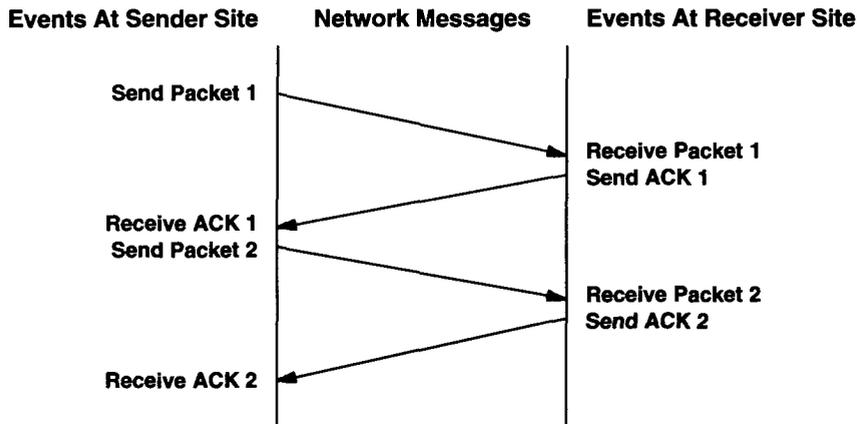 Events At Sender Site
Network Messages
Events At Receiver Site
Send Packet 1
Receive Packet 1
Send ACK 1
Receive ACK 1
Send Packet 2
Receive Packet 2
Send ACK 2
Receive ACK 2